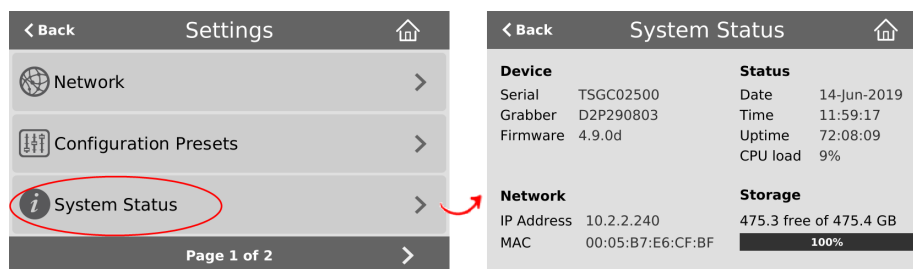 Back Settings
Network
Configuration Presets
i System Status
Page 1 of 2
Back System Status
Device
Serial TSGC02500
Grabber D2P290803
Firmware 4.9.0d
Status
Date 14-Jun-2019
Time 11:59:17
Uptime 72:08:09
CPU load 9%
Network
IP Address 10.2.2.240
MAC 00:05:B7:E6:CF:BF
Storage
475.3 free of 475.4 GB
100%